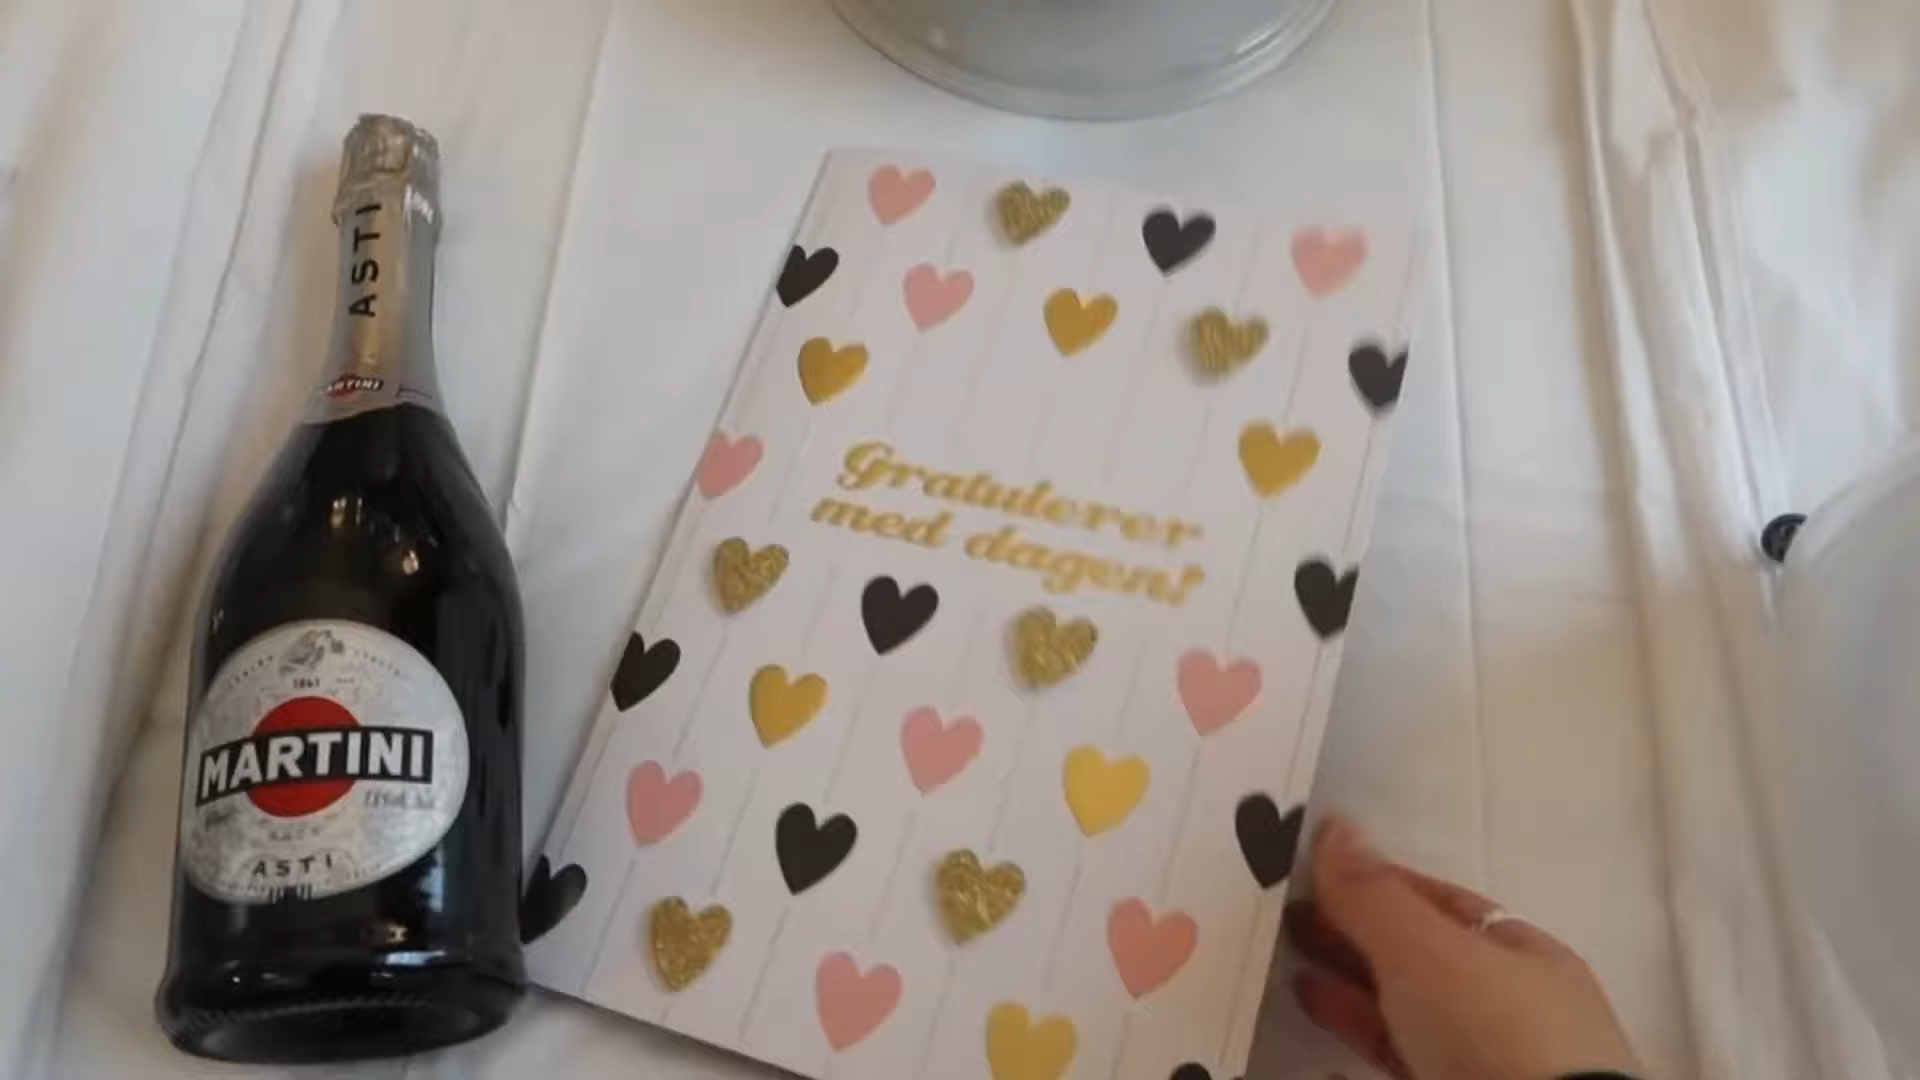 ASTI
MARTINI
1863
MARTINI
ASTI
Gratulerer
med dagen!